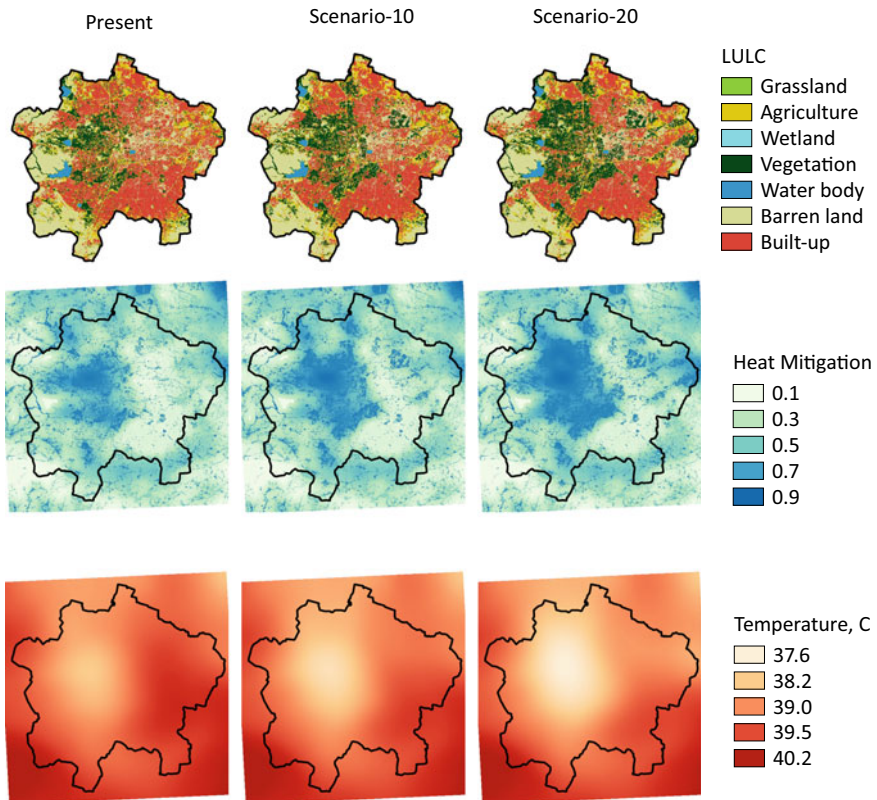 Present
Scenario-10
Scenario-20
LULC
Grassland
Agriculture
Wetland
Vegetation
Water body
Barren land
Built-up
Heat Mitigation
0.1
0.3
0.5
0.7
0.9
Temperature, C
37.6
38.2
39.0
39.5
40.2